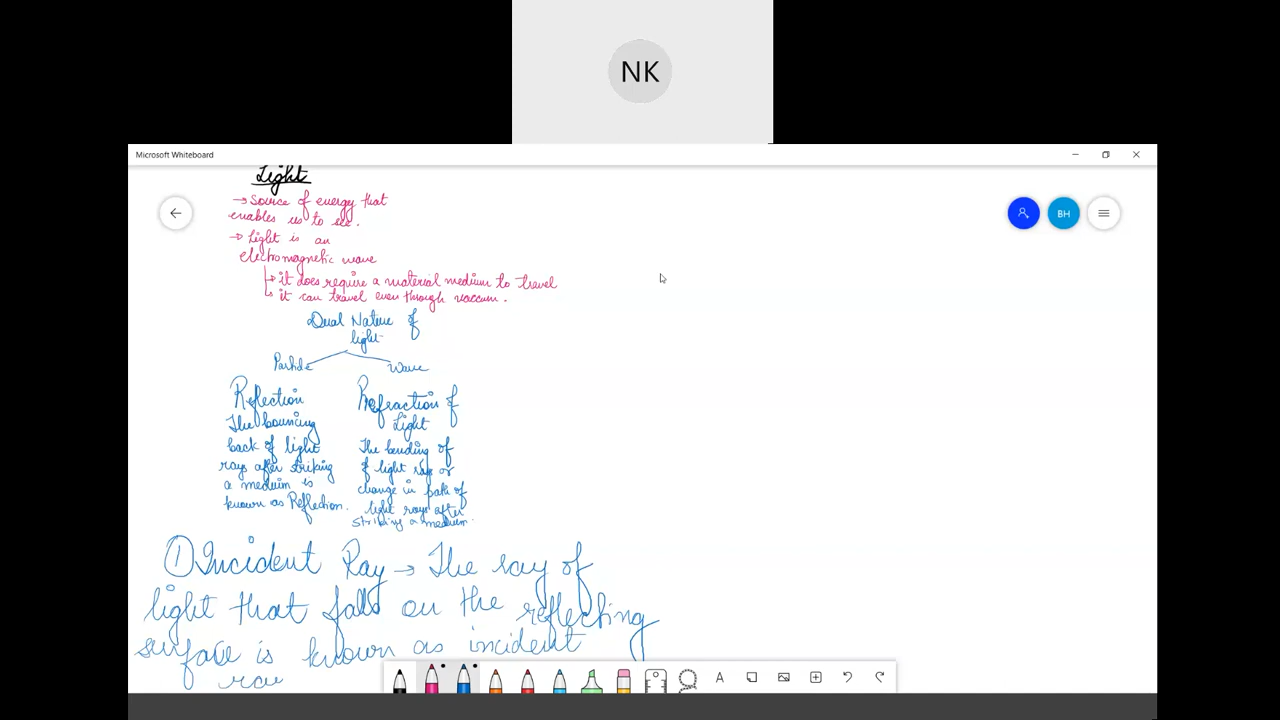 NK
Microsoft Whiteboard
Light
→ Source of energy that
enables us to see.
→ Light is an
electromagnetic wave
→ it does require a material medium to travel
→ it can travel even through vaccum.
BH
Dual Nature of
light
Particle Wave
Reflection
The bouncing
back of light
rays after striking
a medium is
known as Reflection.
Refraction of
Light
The bending of
of light rays or
change in path of
light rays after
striking a medium.
1) Incident Ray → The ray of
light that falls on the reflecting
surface is known as incident
ray
A